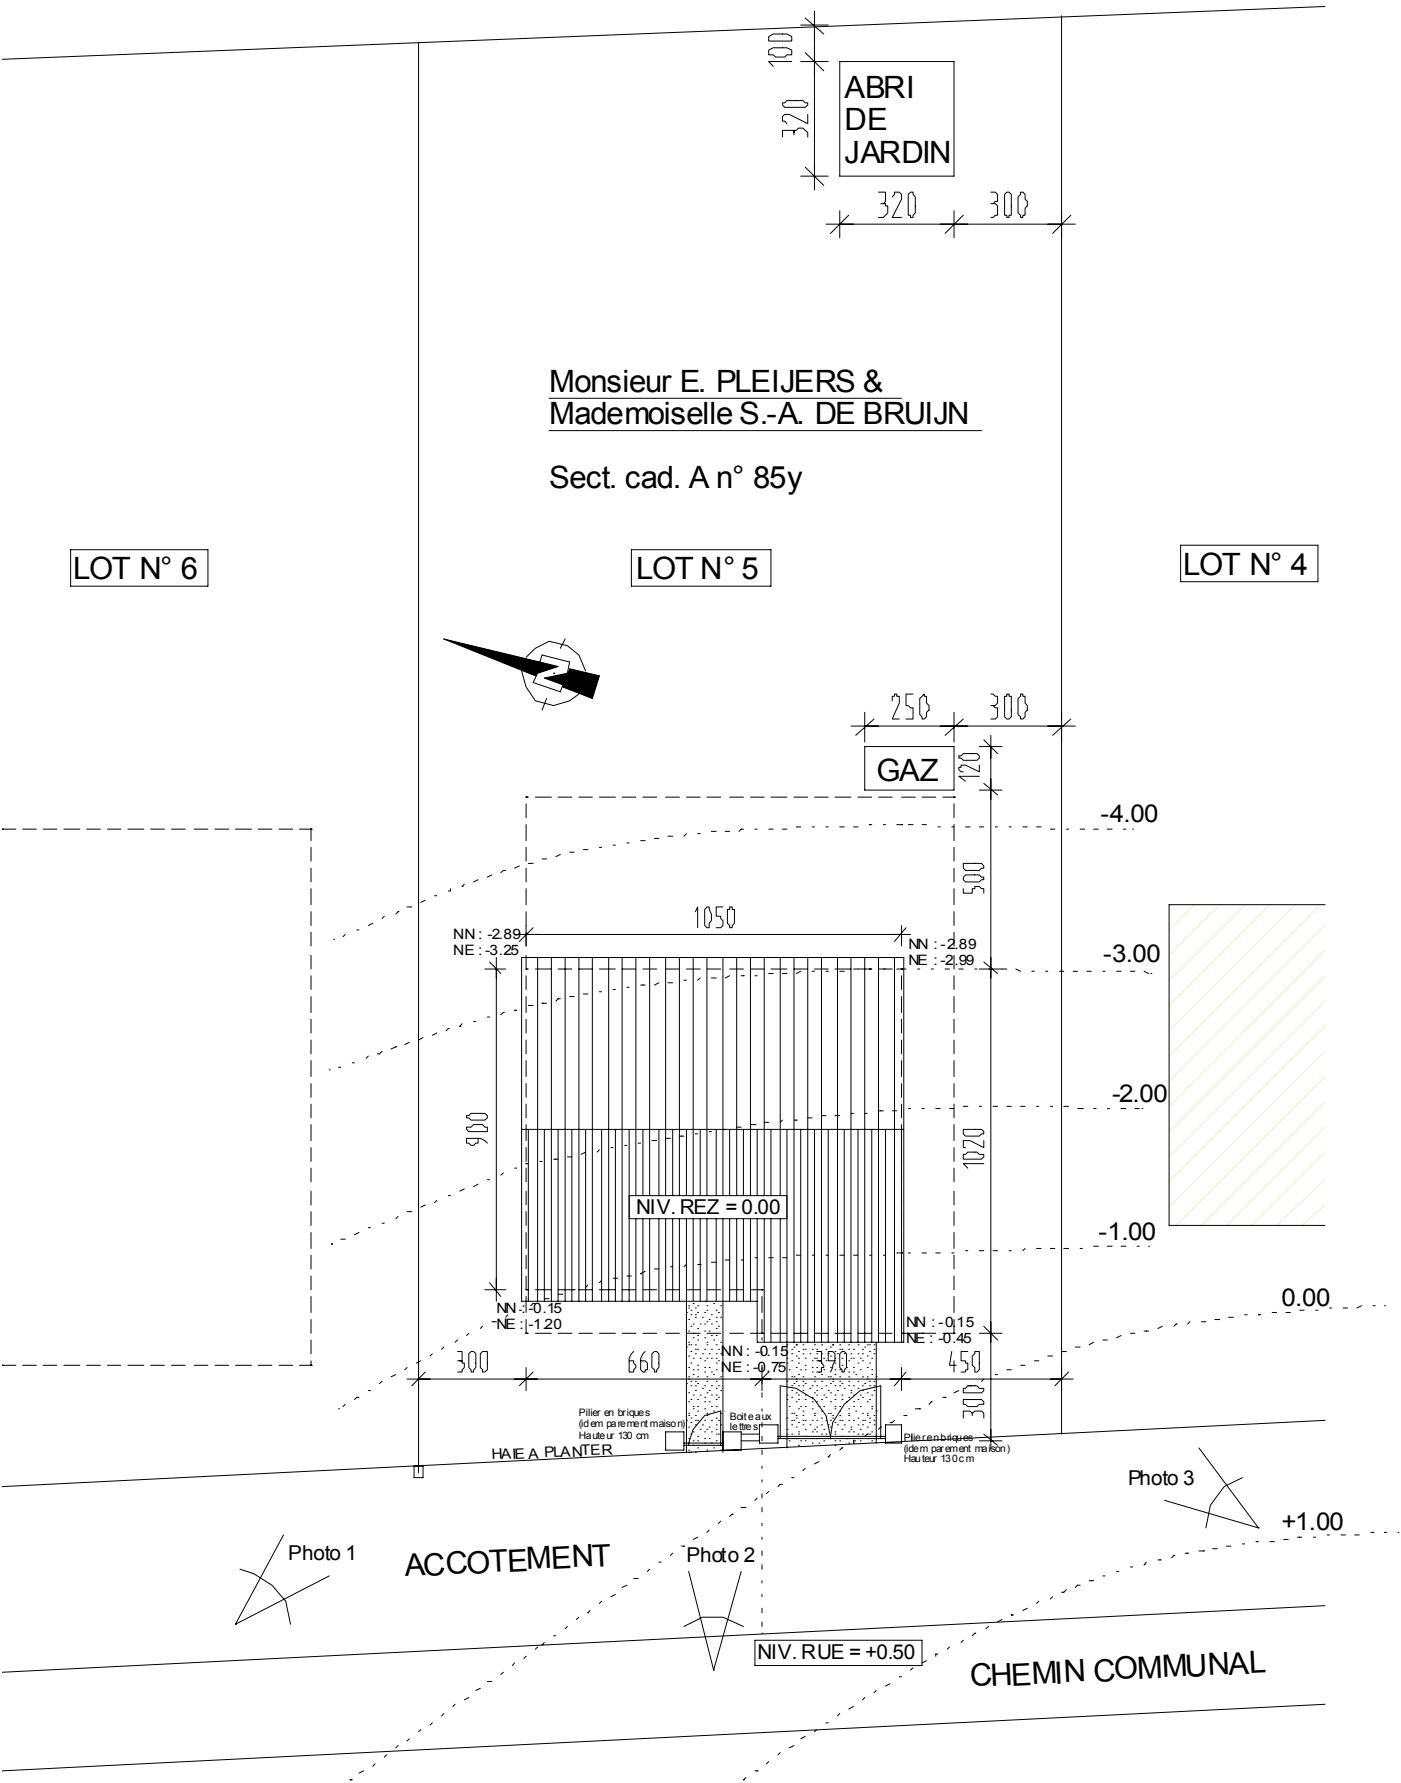 100
320
ABRI
DE
JARDIN
320
300
Monsieur E. PLEIJERS &
Mademoiselle S.-A. DE BRUIJN
Sect. cad. A n° 85y
LOT N° 6
LOT N° 5
LOT N° 4
N
250
300
GAZ
120
-4.00
500
1050
NN : -2.89
NE : -3.25
NN : -2.89
NE : -2.99
-3.00
-2.00
900
1020
NIV. REZ = 0.00
-1.00
0.00
NN : -0.15
NE : -1.20
NN : -0.15
NE : -0.45
NN : -0.15
NE : -0.75
300
660
390
450
300
Pilier en briques
(idem parement maison)
Hauteur 130 cm
Boite aux
lettres
Pilier en briques
(idem parement maison)
Hauteur 130 cm
HAIE A PLANTER
Photo 3
+1.00
Photo 1
ACCOTEMENT
Photo 2
NIV. RUE = +0.50
CHEMIN COMMUNAL